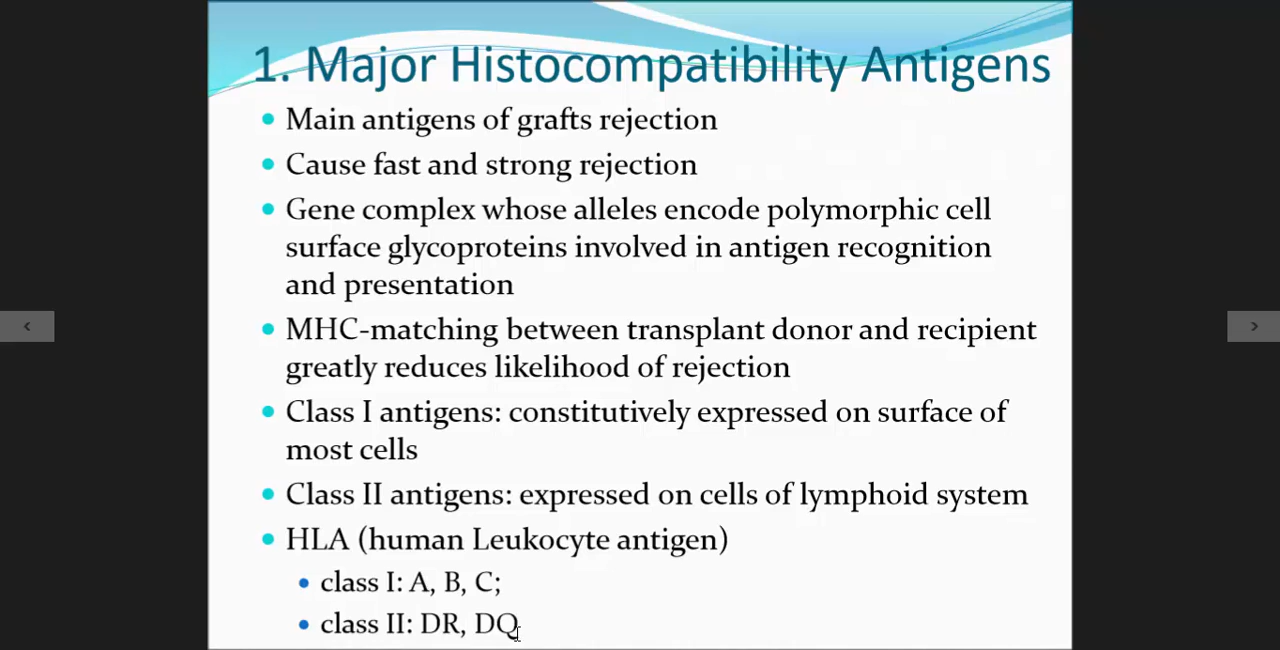 1. Major Histocompatibility Antigens
Main antigens of grafts rejection
Cause fast and strong rejection
Gene complex whose alleles encode polymorphic cell
surface glycoproteins involved in antigen recognition
and presentation
MHC-matching between transplant donor and recipient
greatly reduces likelihood of rejection
Class I antigens: constitutively expressed on surface of
most cells
Class II antigens: expressed on cells of lymphoid system
HLA (human Leukocyte antigen)
class I: A, B, C;
class II: DR, DQ